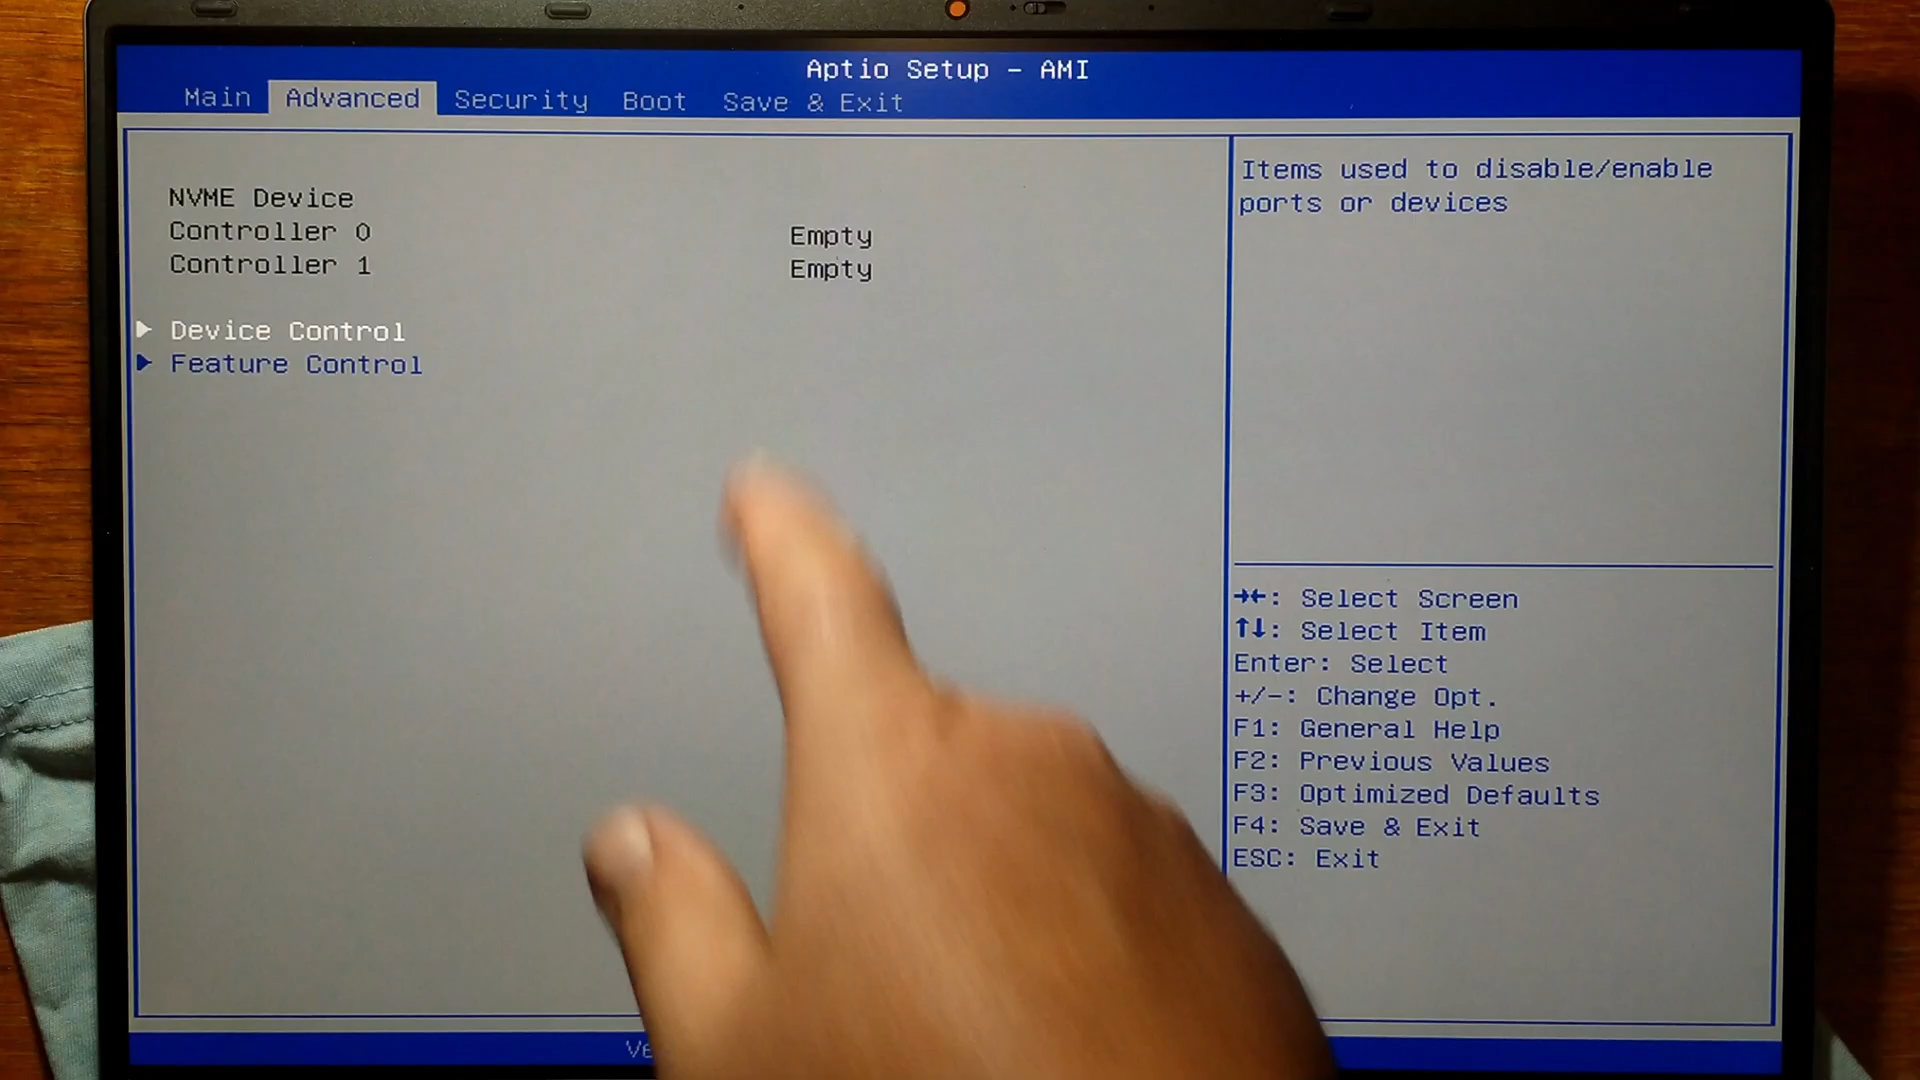 Aptio Setup - AMI
Main Advanced Security Boot Save & Exit
NVME Device
Controller 0 Empty
Controller 1 Empty
Device Control
Feature Control
Items used to disable/enable
ports or devices
→←: Select Screen
↑↓: Select Item
Enter: Select
+/-: Change Opt.
F1: General Help
F2: Previous Values
F3: Optimized Defaults
F4: Save & Exit
ESC: Exit